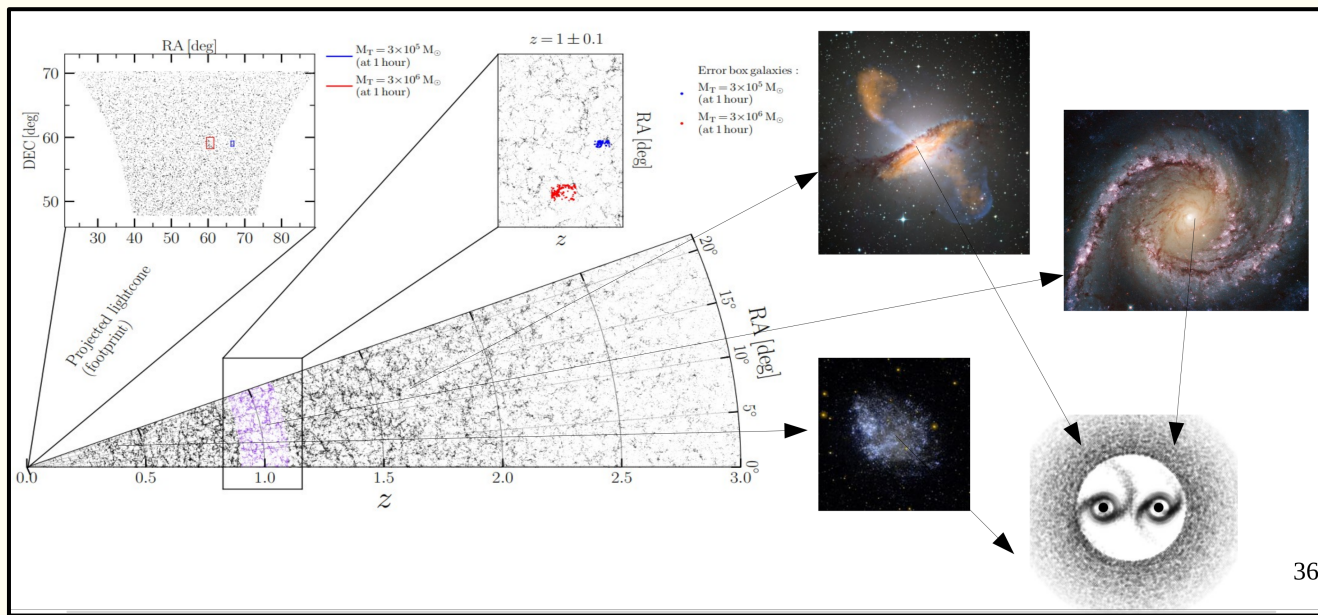 RA [deg]
70
60
50
DEC [deg]
30 40 50 60 70 80
M_T = 3×10^5 M_⊙
(at 1 hour)
M_T = 3×10^6 M_⊙
(at 1 hour)
z = 1 ± 0.1
RA [deg]
z
Error box galaxies :
M_T = 3×10^5 M_⊙
(at 1 hour)
M_T = 3×10^6 M_⊙
(at 1 hour)
Projected lightcone
(footprint)
20°
15°
10°
5°
0°
RA [deg]
0.0 0.5 1.0 1.5 2.0 2.5 3.0
z
36